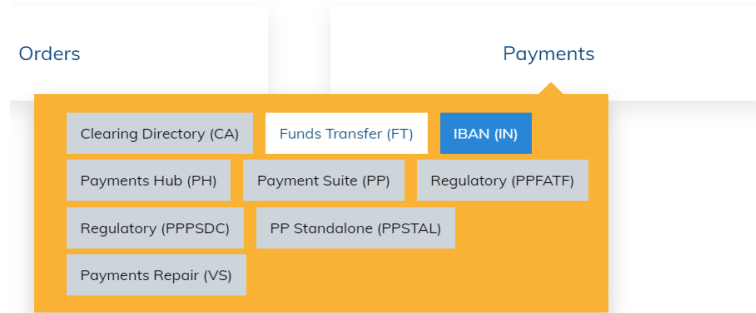 Orders Payments
Clearing Directory (CA) Funds Transfer (FT) IBAN (IN)
Payments Hub (PH) Payment Suite (PP) Regulatory (PPFATF)
Regulatory (PPPSDC) PP Standalone (PPSTAL)
Payments Repair (VS)